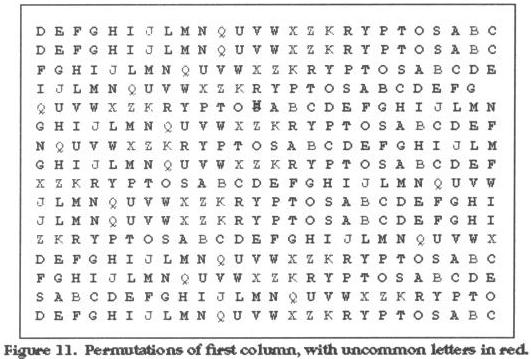 D E F G H I J L M N Q U V W X Z K R Y P T O S A B C
D E F G H I J L M N Q U V W X Z K R Y P T O S A B C
F G H I J L M N Q U V W X Z K R Y P T O S A B C D E
I J L M N Q U V W X Z K R Y P T O S A B C D E F G
Q U V W X Z K R Y P T O A B C D E F G H I J L M N
G H I J L M N Q U V W X Z K R Y P T O S A B C D E F
N Q U V W X Z K R Y P T O S A B C D E F G H I J L M
G H I J L M N Q U V W X Z K R Y P T O S A B C D E F
X Z K R Y P T O S A B C D E F G H I J L M N Q U V W
J L M N Q U V W X Z K R Y P T O S A B C D E F G H I
J L M N Q U V W X Z K R Y P T O S A B C D E F G H I
Z K R Y P T O S A B C D E F G H I J L M N Q U V W X
D E F G H I J L M N Q U V W X Z K R Y P T O S A B C
F G H I J L M N Q U V W X Z K R Y P T O S A B C D E
S A B C D E F G H I J L M N Q U V W X Z K R Y P T O
D E F G H I J L M N Q U V W X Z K R Y P T O S A B C
Figure 11. Permutations of first column, with uncommon letters in red.